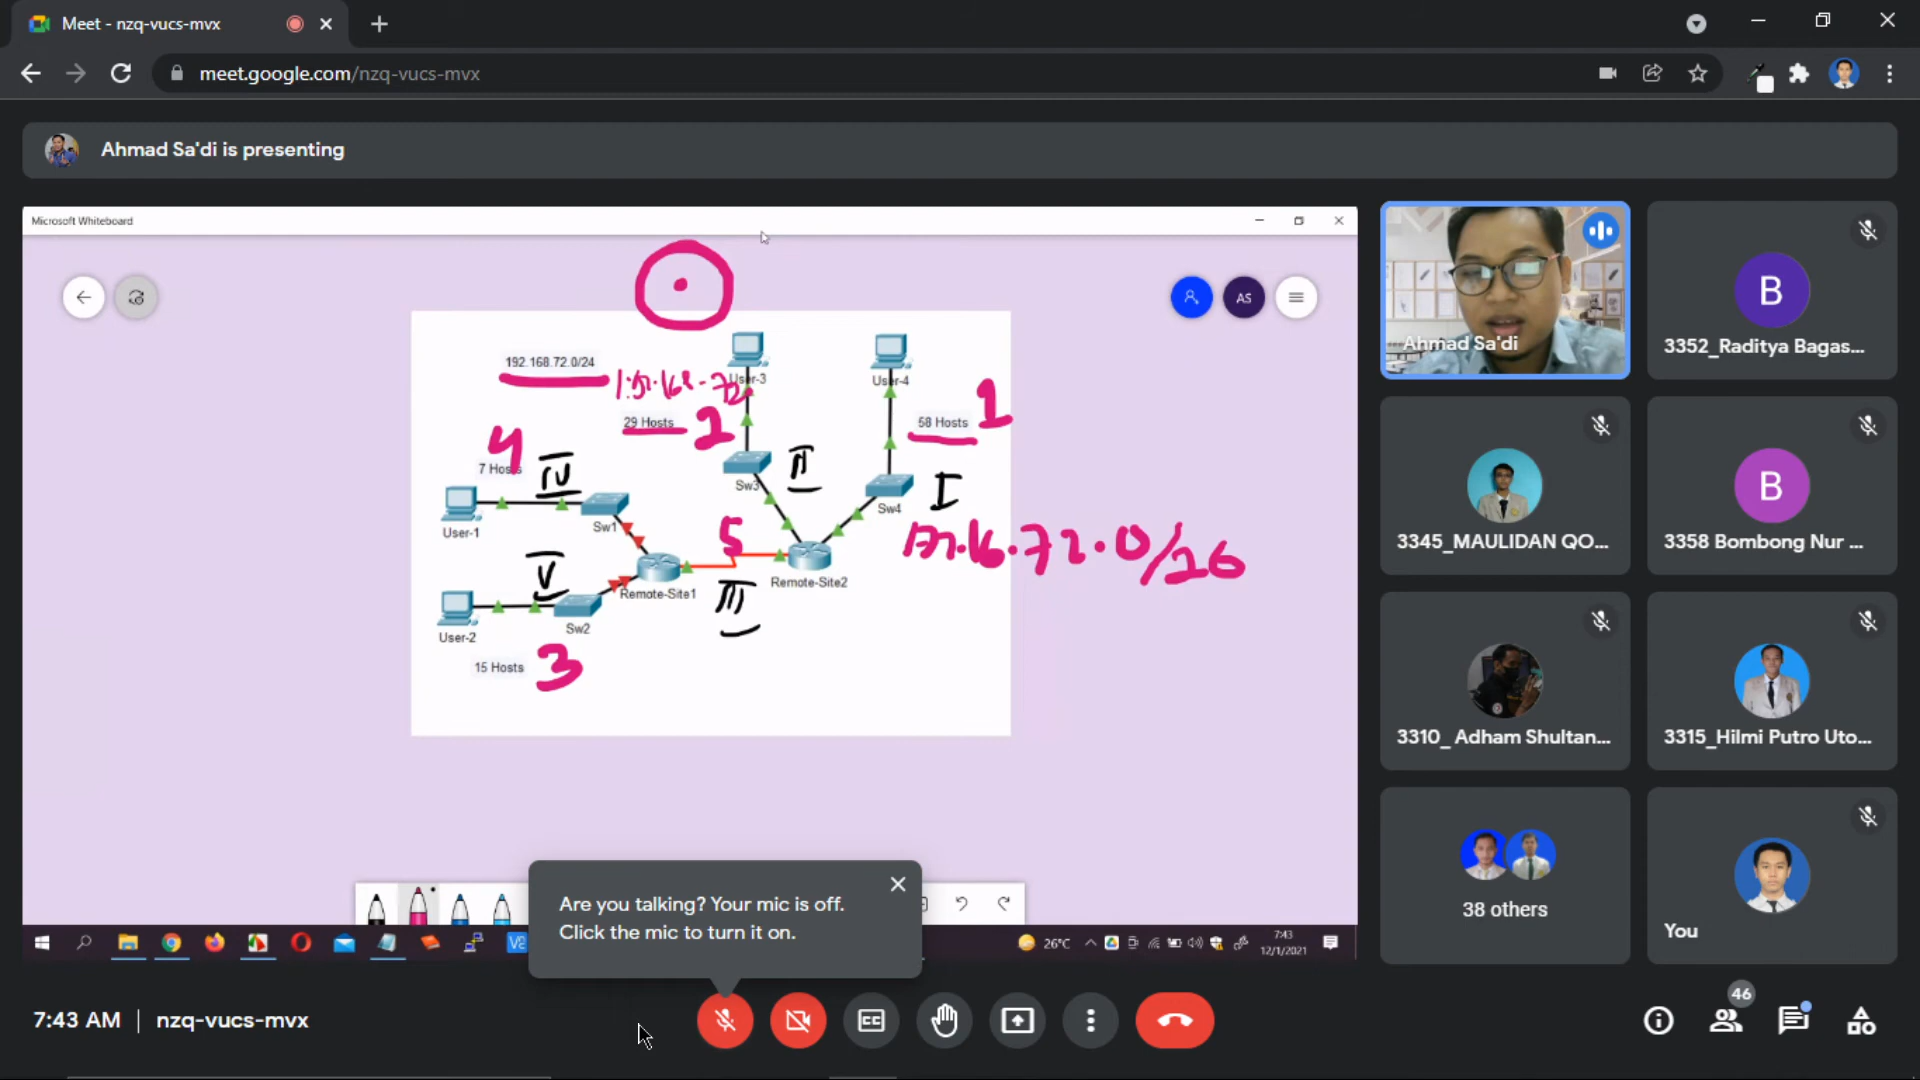 Meet - nzq-vucs-mvx
meet.google.com/nzq-vucs-mvx
Ahmad Sa'di is presenting
Microsoft Whiteboard
AS
192.168.72.0/24
User-3
User-4
29 Hosts
2
58 Hosts
1
4
7 Hosts
IV
II
Sw3
I
Sw4
User-1
Sw1
5
.72.0/26
V
Remote-Site1
Remote-Site2
III
User-2
Sw2
15 Hosts
3
Ahmad Sa'di
B
3352_Raditya Bagas...
3345_MAULIDAN QO...
B
3358 Bombong Nur ...
3310_ Adham Shultan...
3315_Hilmi Putro Uto...
38 others
You
Are you talking? Your mic is off.
Click the mic to turn it on.
26°C
7:43
12/1/2021
7:43 AM | nzq-vucs-mvx
CC
46